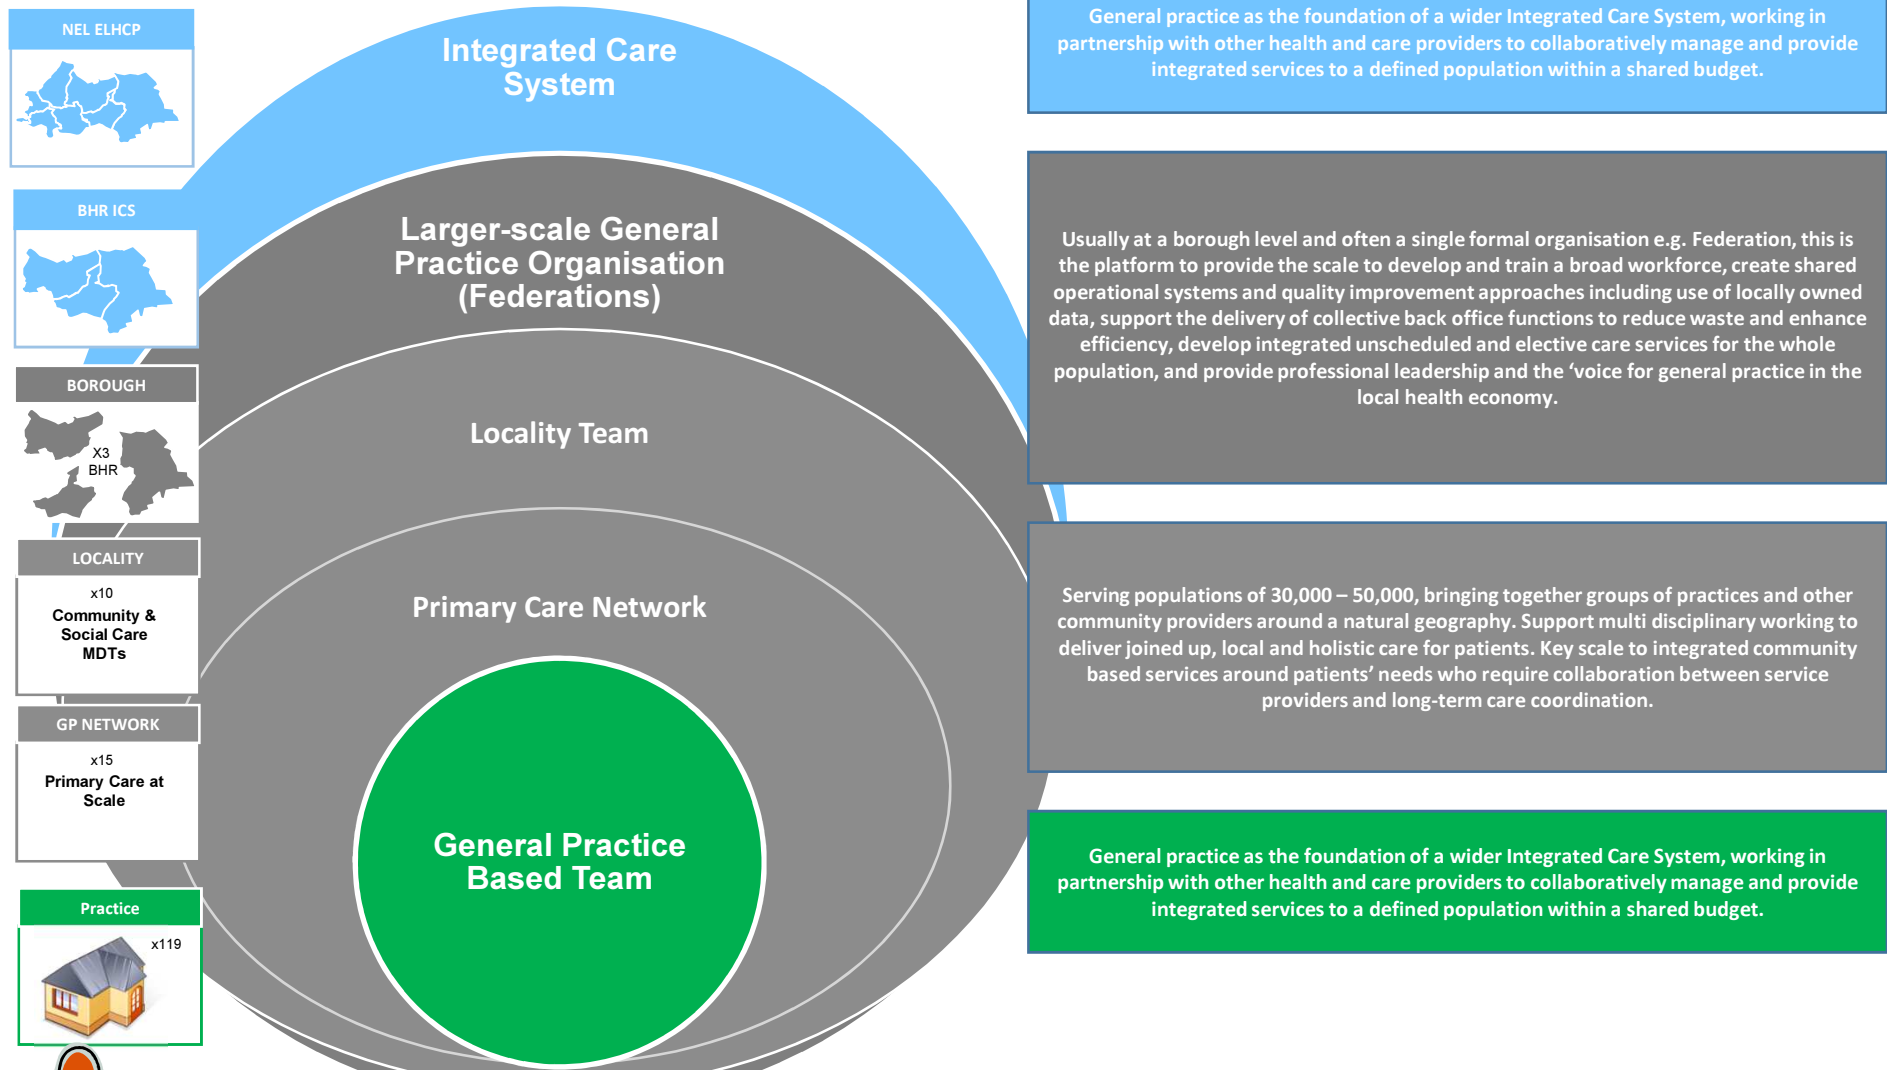 NEL ELHCP
BHR ICS
BOROUGH
X3
BHR
LOCALITY
x10
Community &
Social Care
MDTs
GP NETWORK
x15
Primary Care at
Scale
Practice
x119
Integrated Care
System
Larger-scale General
Practice Organisation
(Federations)
Locality Team
Primary Care Network
General Practice
Based Team
General practice as the foundation of a wider Integrated Care System, working in
partnership with other health and care providers to collaboratively manage and provide
integrated services to a defined population within a shared budget.
Usually at a borough level and often a single formal organisation e.g. Federation, this is
the platform to provide the scale to develop and train a broad workforce, create shared
operational systems and quality improvement approaches including use of locally owned
data, support the delivery of collective back office functions to reduce waste and enhance
efficiency, develop integrated unscheduled and elective care services for the whole
population, and provide professional leadership and the ‘voice for general practice in the
local health economy.
Serving populations of 30,000 – 50,000, bringing together groups of practices and other
community providers around a natural geography. Support multi disciplinary working to
deliver joined up, local and holistic care for patients. Key scale to integrated community
based services around patients’ needs who require collaboration between service
providers and long-term care coordination.
General practice as the foundation of a wider Integrated Care System, working in
partnership with other health and care providers to collaboratively manage and provide
integrated services to a defined population within a shared budget.